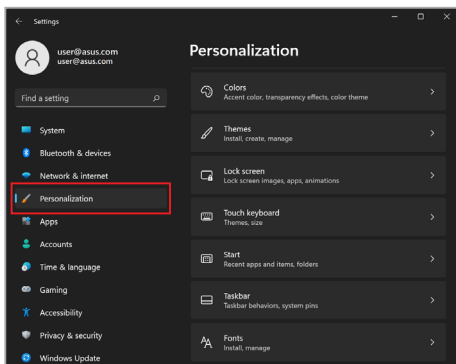 Settings
user@asus.com
user@asus.com
Find a setting
System
Bluetooth & devices
Network & internet
Personalization
Apps
Accounts
Time & language
Gaming
Accessibility
Privacy & security
Windows Update
Personalization
Colors
Accent color, transparency effects, color theme
Themes
Install, create, manage
Lock screen
Lock screen images, apps, animations
Touch keyboard
Themes, size
Start
Recent apps and items, folders
Taskbar
Taskbar behaviors, system pins
Fonts
Install, manage